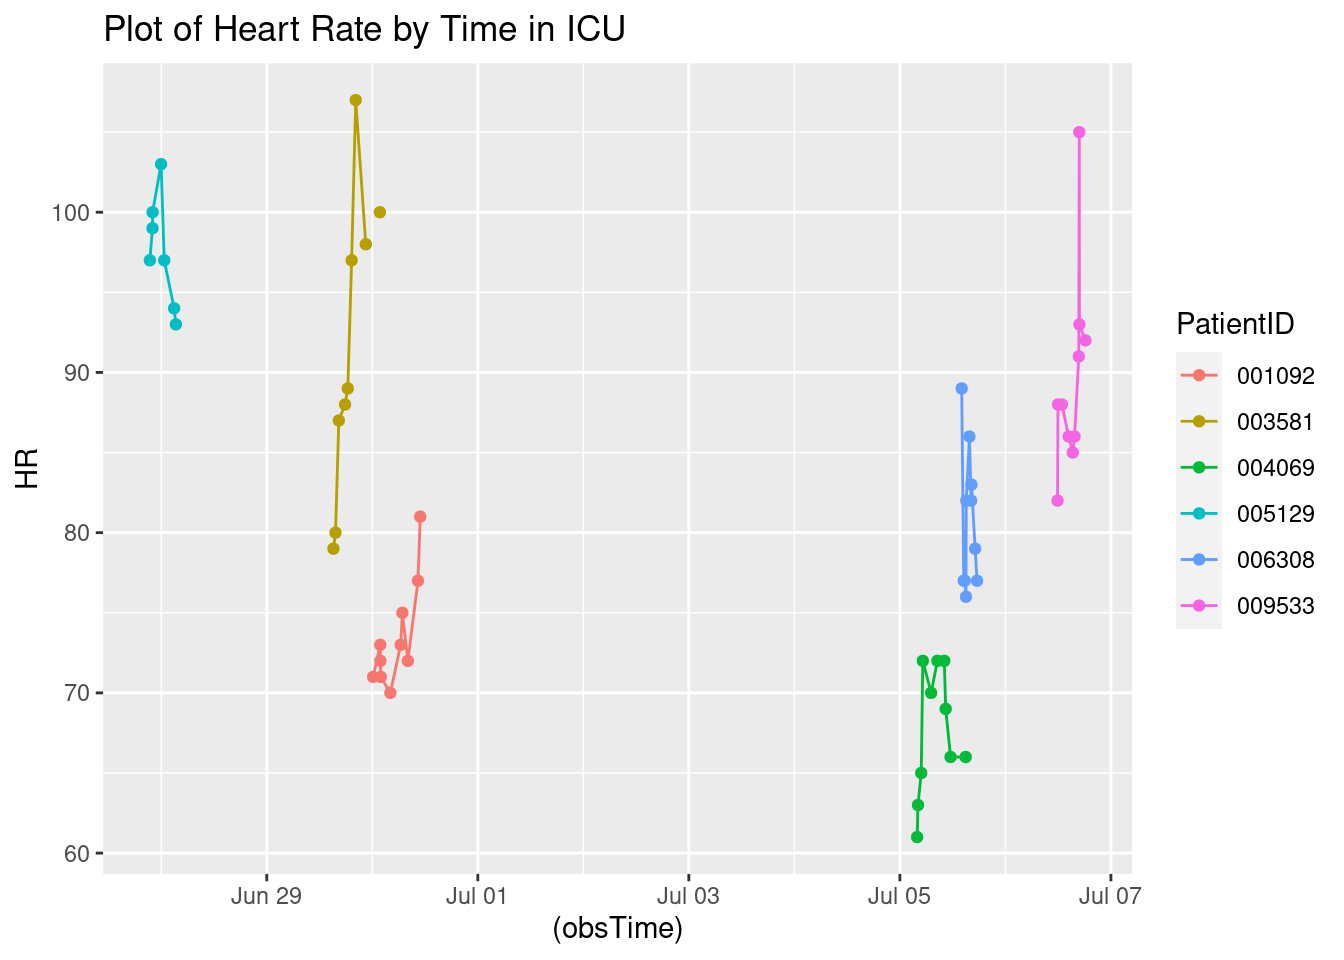 Plot of Heart Rate by Time in ICU
HR
100
90
80
70
60
Jun 29
Jul 01
Jul 03
Jul 05
Jul 07
(obsTime)
PatientID
001092
003581
004069
005129
006308
009533